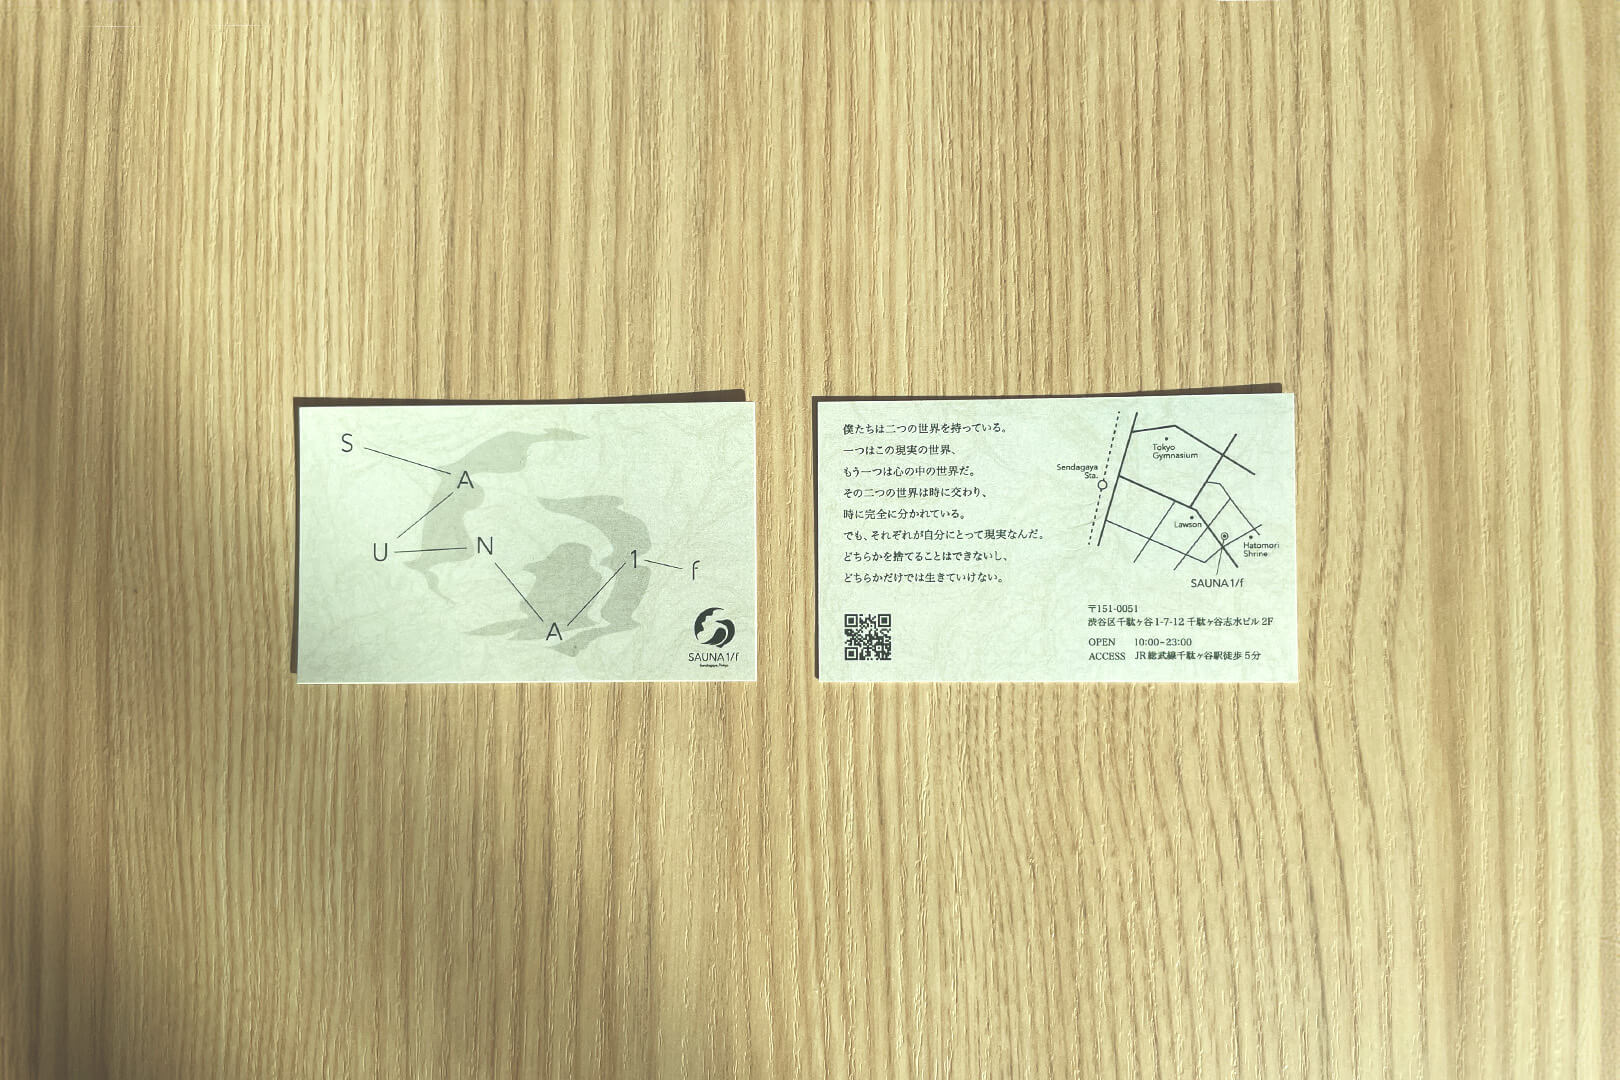 S
A
U
N
A
1
f
SAUNA 1/f
Sendagaya, Tokyo
僕たちは二つの世界を持っている。
一つはこの現実の世界、
もう一つは心の中の世界だ。
その二つの世界は時に交わり、
時に完全に分かれている。
でも、それぞれが自分にとって現実なんだ。
どちらかを捨てることはできないし、
どちらかだけでは生きていけない。
Tokyo
Gymnasium
Sendagaya
Sta.
Lawson
Hatomori
Shrine
SAUNA 1/f
〒151-0051
渋谷区千駄ヶ谷 1-7-12 千駄ヶ谷志水ビル 2F
OPEN 10:00~23:00
ACCESS JR 総武線千駄ヶ谷駅徒歩 5 分